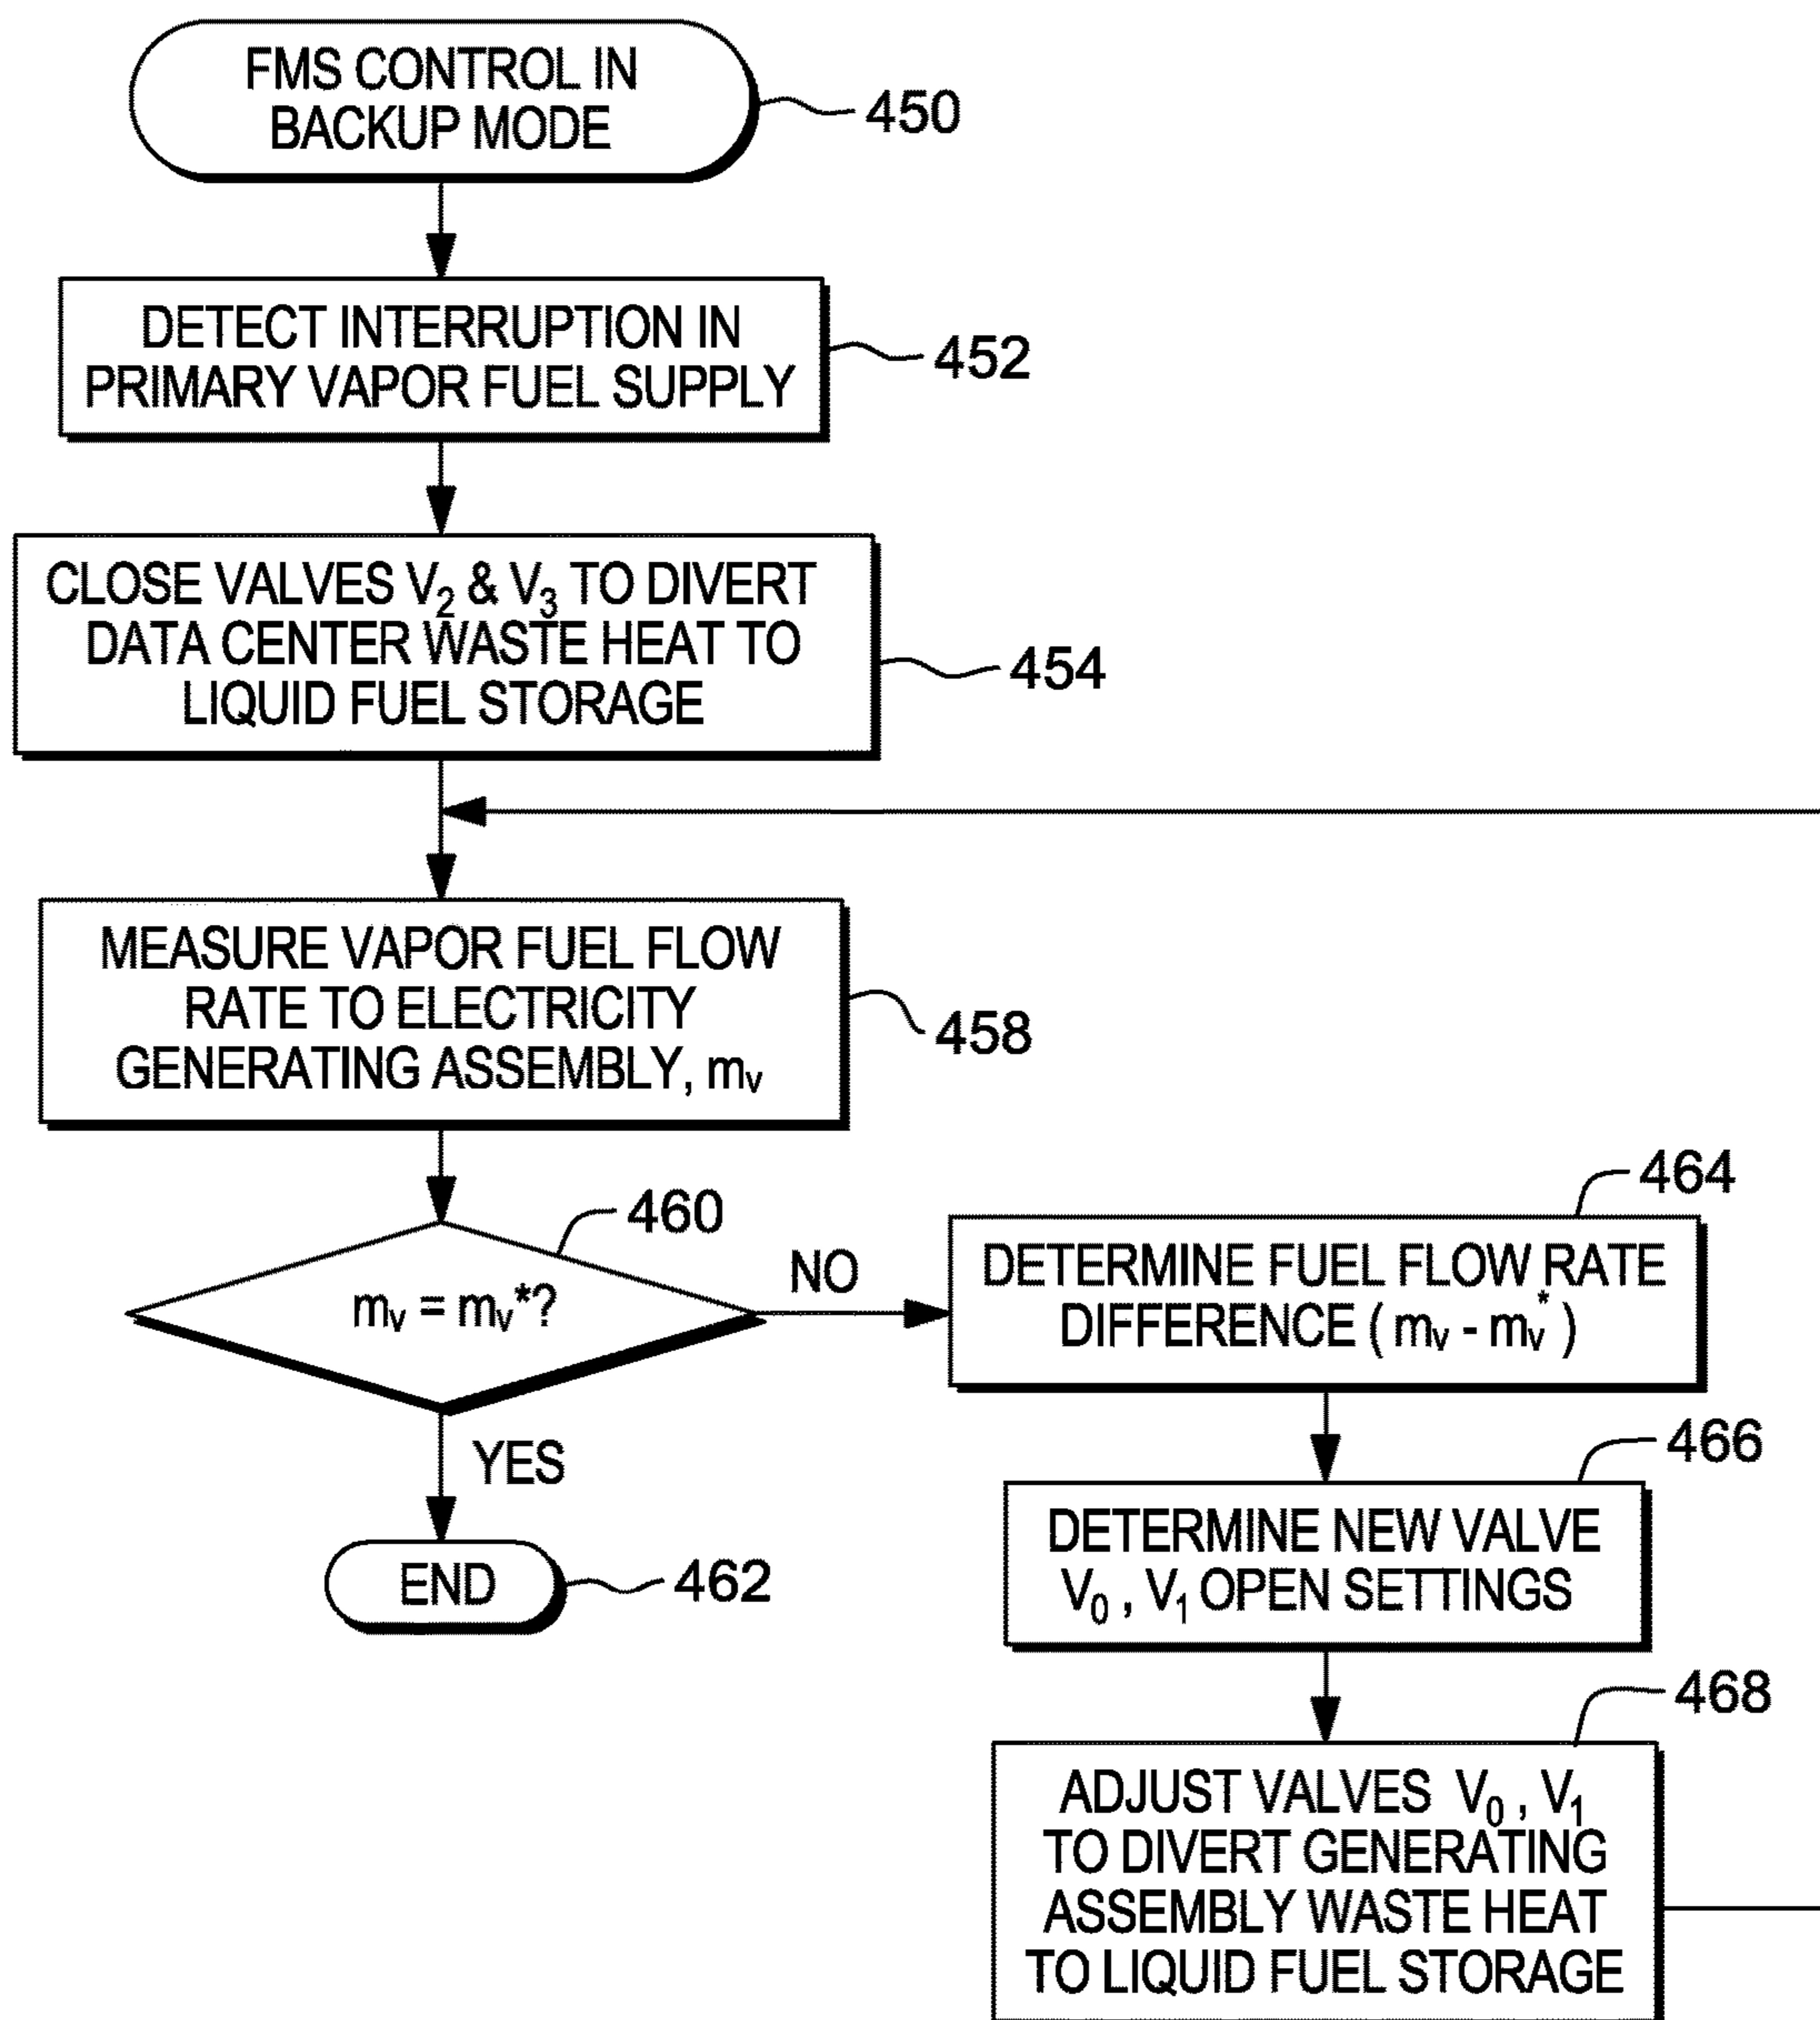 FMS CONTROL IN
BACKUP MODE
450
DETECT INTERRUPTION IN
PRIMARY VAPOR FUEL SUPPLY
452
CLOSE VALVES V₂ & V₃ TO DIVERT
DATA CENTER WASTE HEAT TO
LIQUID FUEL STORAGE
454
MEASURE VAPOR FUEL FLOW
RATE TO ELECTRICITY
GENERATING ASSEMBLY, mᵥ
458
460
mᵥ = mᵥ*?
NO
YES
END
462
464
DETERMINE FUEL FLOW RATE
DIFFERENCE ( mᵥ - mᵥ* )
466
DETERMINE NEW VALVE
V₀ , V₁ OPEN SETTINGS
468
ADJUST VALVES V₀ , V₁
TO DIVERT GENERATING
ASSEMBLY WASTE HEAT
TO LIQUID FUEL STORAGE